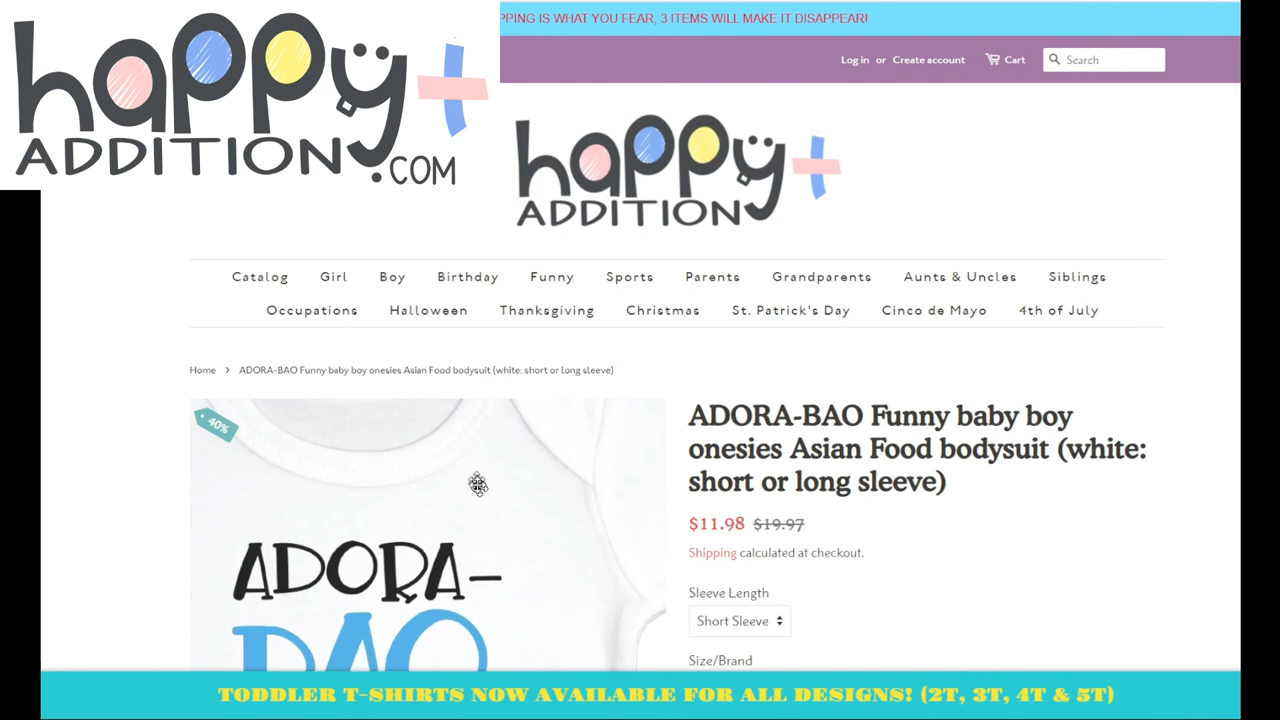 happy+
ADDITION.COM
PPING IS WHAT YOU FEAR, 3 ITEMS WILL MAKE IT DISAPPEAR!
Log in or Create account Cart Search
happy+
ADDITION
Catalog Girl Boy Birthday Funny Sports Parents Grandparents Aunts & Uncles Siblings
Occupations Halloween Thanksgiving Christmas St. Patrick's Day Cinco de Mayo 4th of July
Home › ADORA-BAO Funny baby boy onesies Asian Food bodysuit (white: short or long sleeve)
40%
ADORA-
BAO
ADORA-BAO Funny baby boy
onesies Asian Food bodysuit (white:
short or long sleeve)
$11.98 $19.97
Shipping calculated at checkout.
Sleeve Length
Short Sleeve
Size/Brand
TODDLER T-SHIRTS NOW AVAILABLE FOR ALL DESIGNS! (2T, 3T, 4T & 5T)